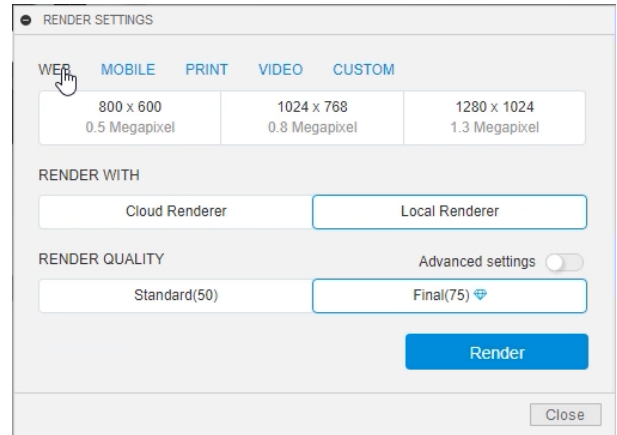 RENDER SETTINGS
WEB MOBILE PRINT VIDEO CUSTOM
800 x 600 1024 x 768 1280 x 1024
0.5 Megapixel 0.8 Megapixel 1.3 Megapixel
RENDER WITH
Cloud Renderer Local Renderer
RENDER QUALITY Advanced settings
Standard(50) Final(75)
Render
Close